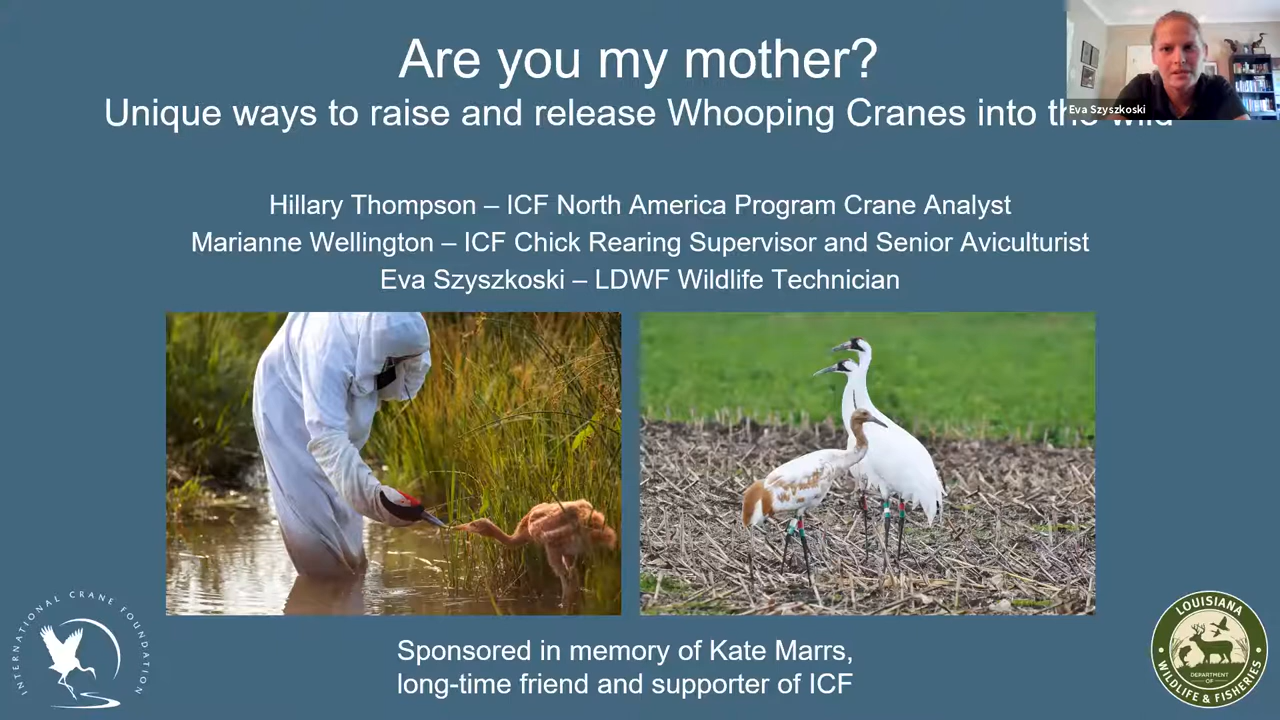 Are you my mother?
Unique ways to raise and release Whooping Cranes into the wild
Eva Szyszkoski
Hillary Thompson – ICF North America Program Crane Analyst
Marianne Wellington – ICF Chick Rearing Supervisor and Senior Aviculturist
Eva Szyszkoski – LDWF Wildlife Technician
INTERNATIONAL CRANE FOUNDATION
Sponsored in memory of Kate Marrs,
long-time friend and supporter of ICF
LOUISIANA
DEPARTMENT
OF
WILDLIFE & FISHERIES